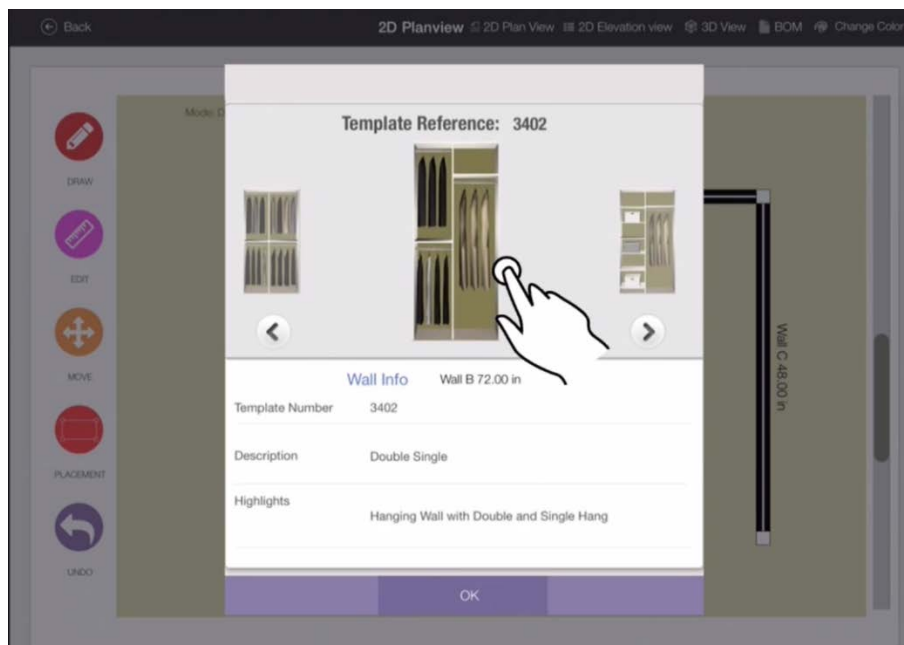 Back 2D Planview 2D Plan View 2D Elevation view 3D View BOM Change Color
Mode: D
Template Reference: 3402
DRAW
EDIT
MOVE
PLACEMENT
UNDO
Wall C 48.00 in
Wall Info Wall B 72.00 in
Template Number 3402
Description Double Single
Highlights
Hanging Wall with Double and Single Hang
OK